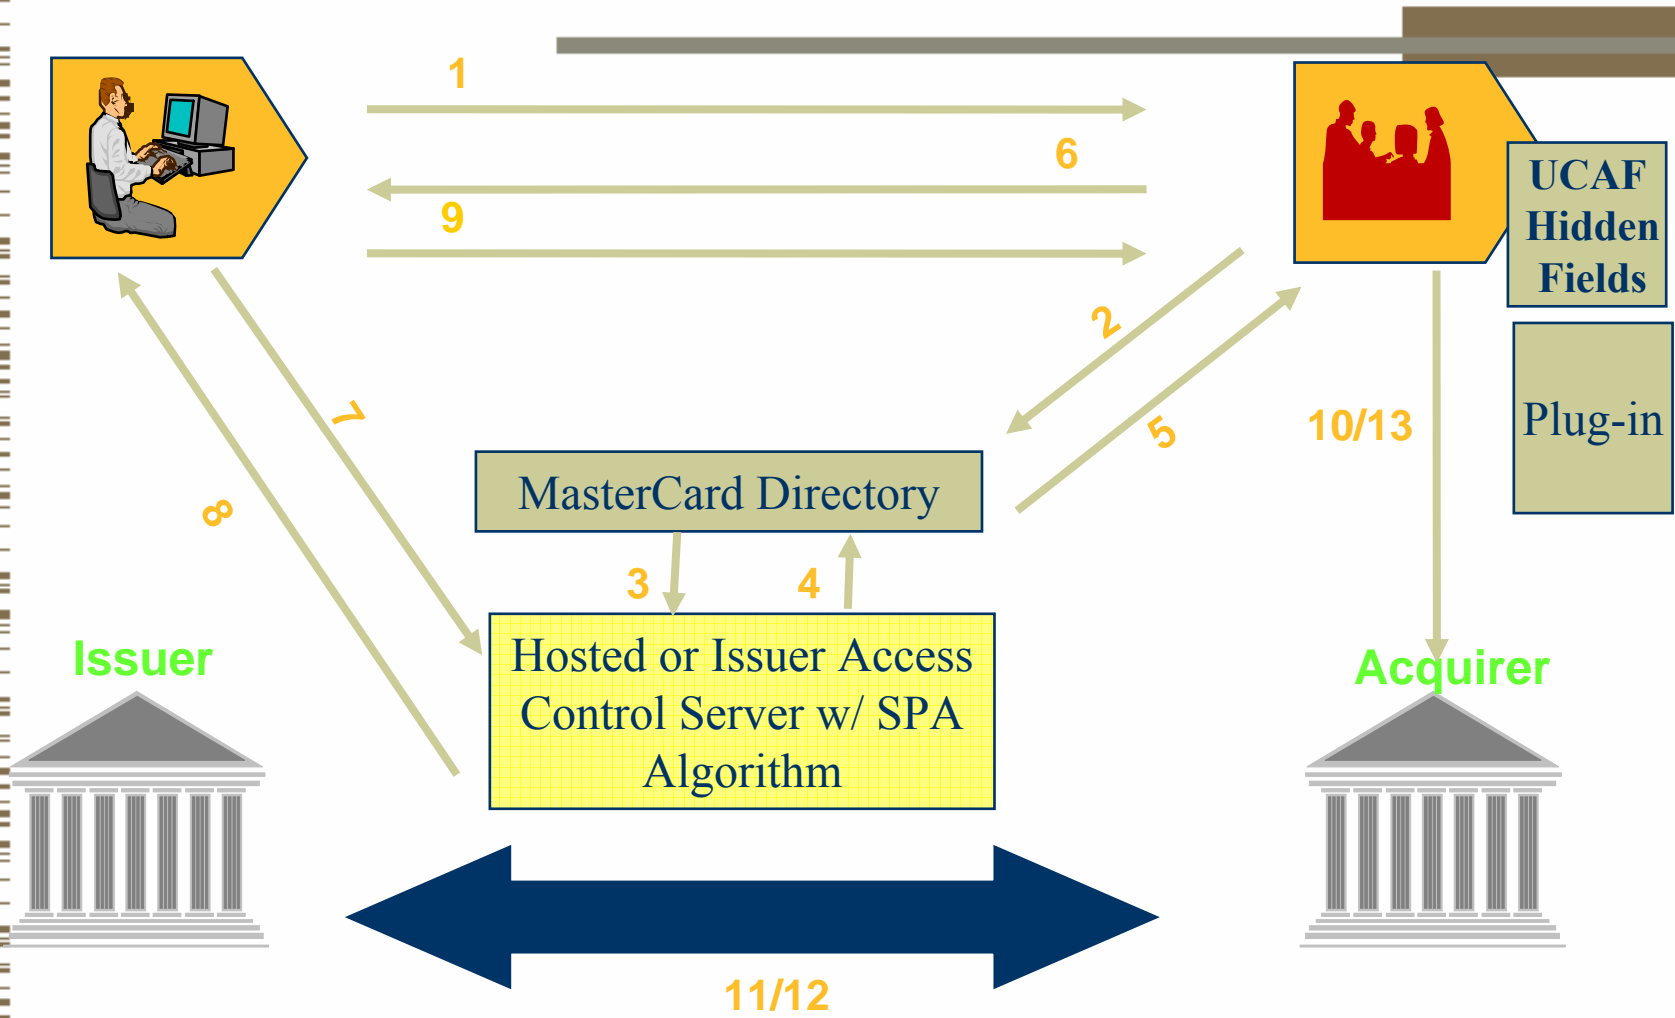 1
6
9
UCAF
Hidden
Fields
2
7
5
10/13
Plug-in
8
MasterCard Directory
3
4
Issuer
Hosted or Issuer Access
Control Server w/ SPA
Algorithm
Acquirer
11/12